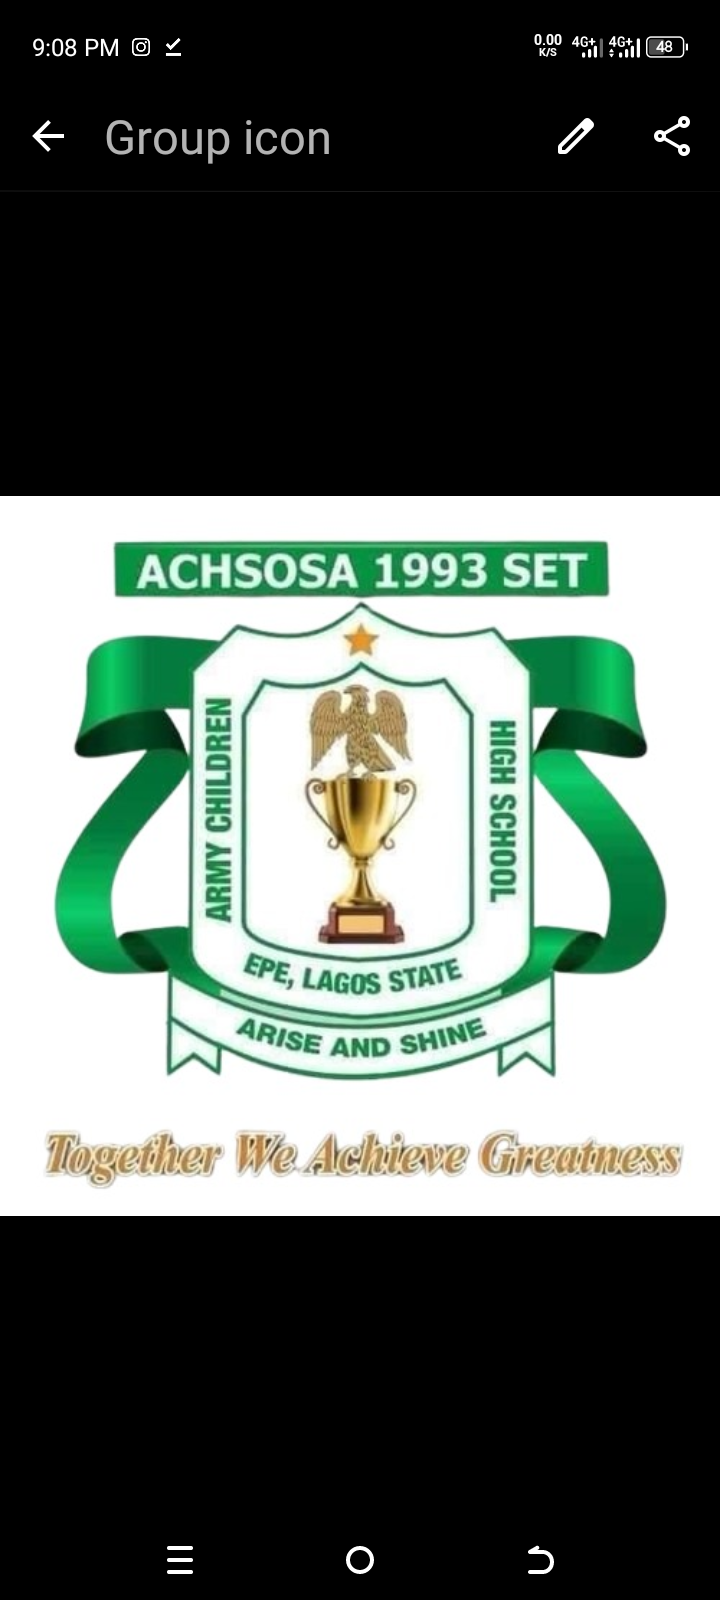 9:08 PM
0.00
K/S
4G+
4G+
48
Group icon
ACHSOSA 1993 SET
ARMY CHILDREN
HIGH SCHOOL
EPE, LAGOS STATE
ARISE AND SHINE
Together We Achieve Greatness